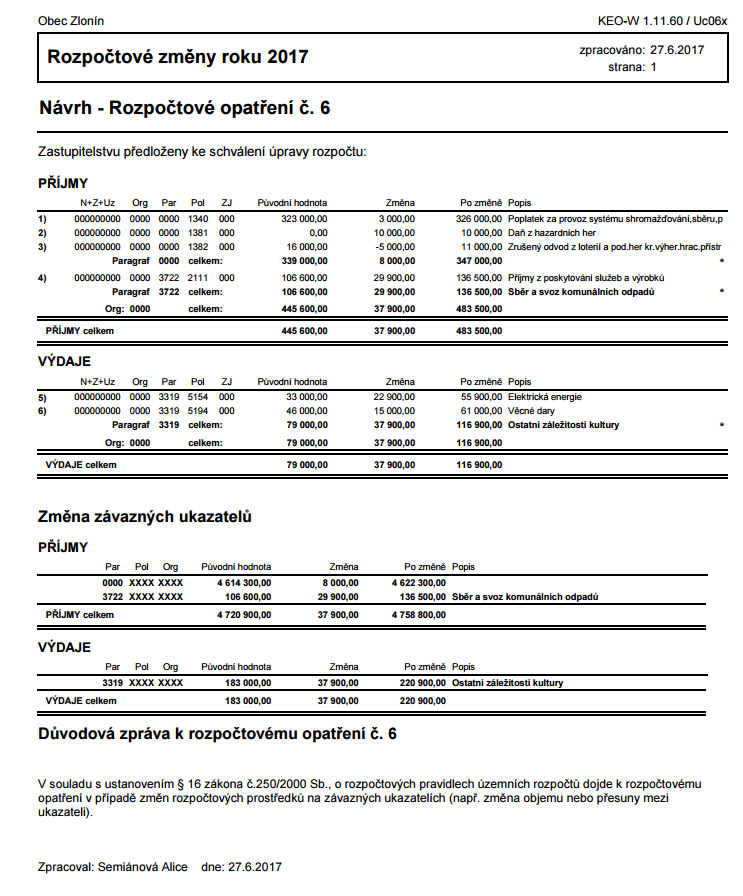 Obec Zlonín KEO-W 1.11.60 / Uc06x
Rozpočtové změny roku 2017 zpracováno: 27.6.2017
strana: 1
Návrh - Rozpočtové opatření č. 6
Zastupitelstvu předloženy ke schválení úpravy rozpočtu:
PŘÍJMY
N+Z+Uz Org Par Pol ZJ Původní hodnota Změna Po změně Popis
1) 000000000 0000 0000 1340 000 323 000,00 3 000,00 326 000,00 Poplatek za provoz systému shromažďování,sběru,p
2) 000000000 0000 0000 1381 000 0,00 10 000,00 10 000,00 Daň z hazardních her
3) 000000000 0000 0000 1382 000 16 000,00 -5 000,00 11 000,00 Zrušený odvod z loterií a pod.her kr.výher.hrac.přístr
Paragraf 0000 celkem: 339 000,00 8 000,00 347 000,00 *
4) 000000000 0000 3722 2111 000 106 600,00 29 900,00 136 500,00 Příjmy z poskytování služeb a výrobků
Paragraf 3722 celkem: 106 600,00 29 900,00 136 500,00 Sběr a svoz komunálních odpadů *
Org: 0000 celkem: 445 600,00 37 900,00 483 500,00
PŘÍJMY celkem 445 600,00 37 900,00 483 500,00
VÝDAJE
N+Z+Uz Org Par Pol ZJ Původní hodnota Změna Po změně Popis
5) 000000000 0000 3319 5154 000 33 000,00 22 900,00 55 900,00 Elektrická energie
6) 000000000 0000 3319 5194 000 46 000,00 15 000,00 61 000,00 Věcné dary
Paragraf 3319 celkem: 79 000,00 37 900,00 116 900,00 Ostatní záležitosti kultury *
Org: 0000 celkem: 79 000,00 37 900,00 116 900,00
VÝDAJE celkem 79 000,00 37 900,00 116 900,00
Změna závazných ukazatelů
PŘÍJMY
Par Pol Org Původní hodnota Změna Po změně Popis
0000 XXXX XXXX 4 614 300,00 8 000,00 4 622 300,00
3722 XXXX XXXX 106 600,00 29 900,00 136 500,00 Sběr a svoz komunálních odpadů
PŘÍJMY celkem 4 720 900,00 37 900,00 4 758 800,00
VÝDAJE
Par Pol Org Původní hodnota Změna Po změně Popis
3319 XXXX XXXX 183 000,00 37 900,00 220 900,00 Ostatní záležitosti kultury
VÝDAJE celkem 183 000,00 37 900,00 220 900,00
Důvodová zpráva k rozpočtovému opatření č. 6
V souladu s ustanovením § 16 zákona č.250/2000 Sb., o rozpočtových pravidlech územních rozpočtů dojde k rozpočtovému
opatření v případě změn rozpočtových prostředků na závazných ukazatelích (např. změna objemu nebo přesuny mezi
ukazateli).
Zpracoval: Semiánová Alice dne: 27.6.2017